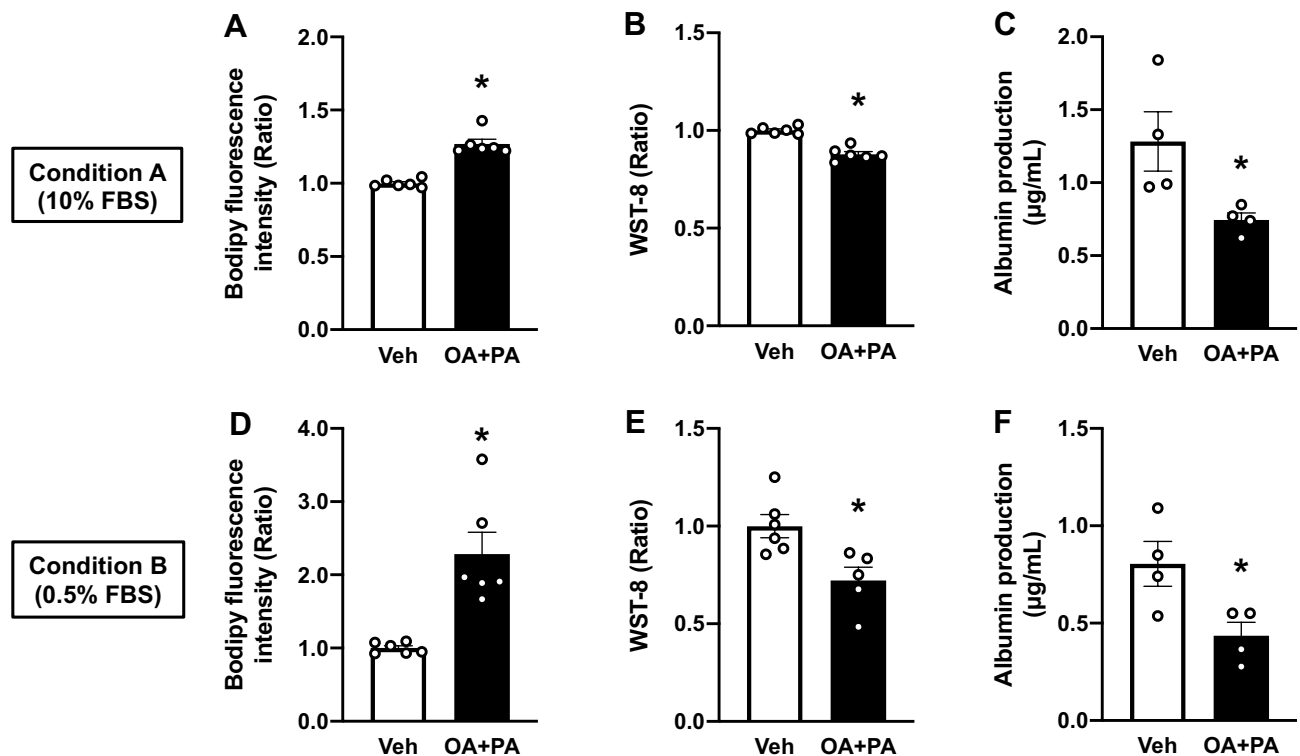 A
Bodipy fluorescence
intensity (Ratio)
2.0
1.5
1.0
0.5
0.0
*
Veh OA+PA
B
WST-8 (Ratio)
1.5
1.0
0.5
0.0
*
Veh OA+PA
C
Albumin production
(µg/mL)
2.0
1.5
1.0
0.5
0.0
*
Veh OA+PA
Condition A
(10% FBS)
D
Bodipy fluorescence
intensity (Ratio)
4.0
3.0
2.0
1.0
0.0
*
Veh OA+PA
E
WST-8 (Ratio)
1.5
1.0
0.5
0.0
*
Veh OA+PA
F
Albumin production
(µg/mL)
1.5
1.0
0.5
0.0
*
Veh OA+PA
Condition B
(0.5% FBS)